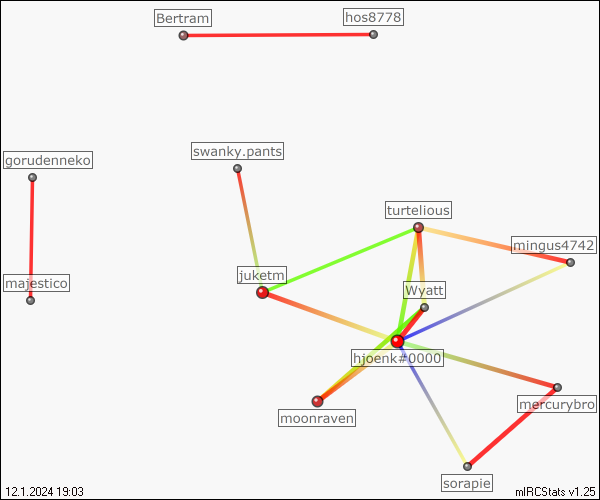 Bertram
hos8778
gorudenneko
swanky.pants
turtelious
mingus4742
juketm
majestico
Wyatt
hjoenk#0000
mercurybro
moonraven
sorapie
12.1.2024 19:03
mIRCStats v1.25